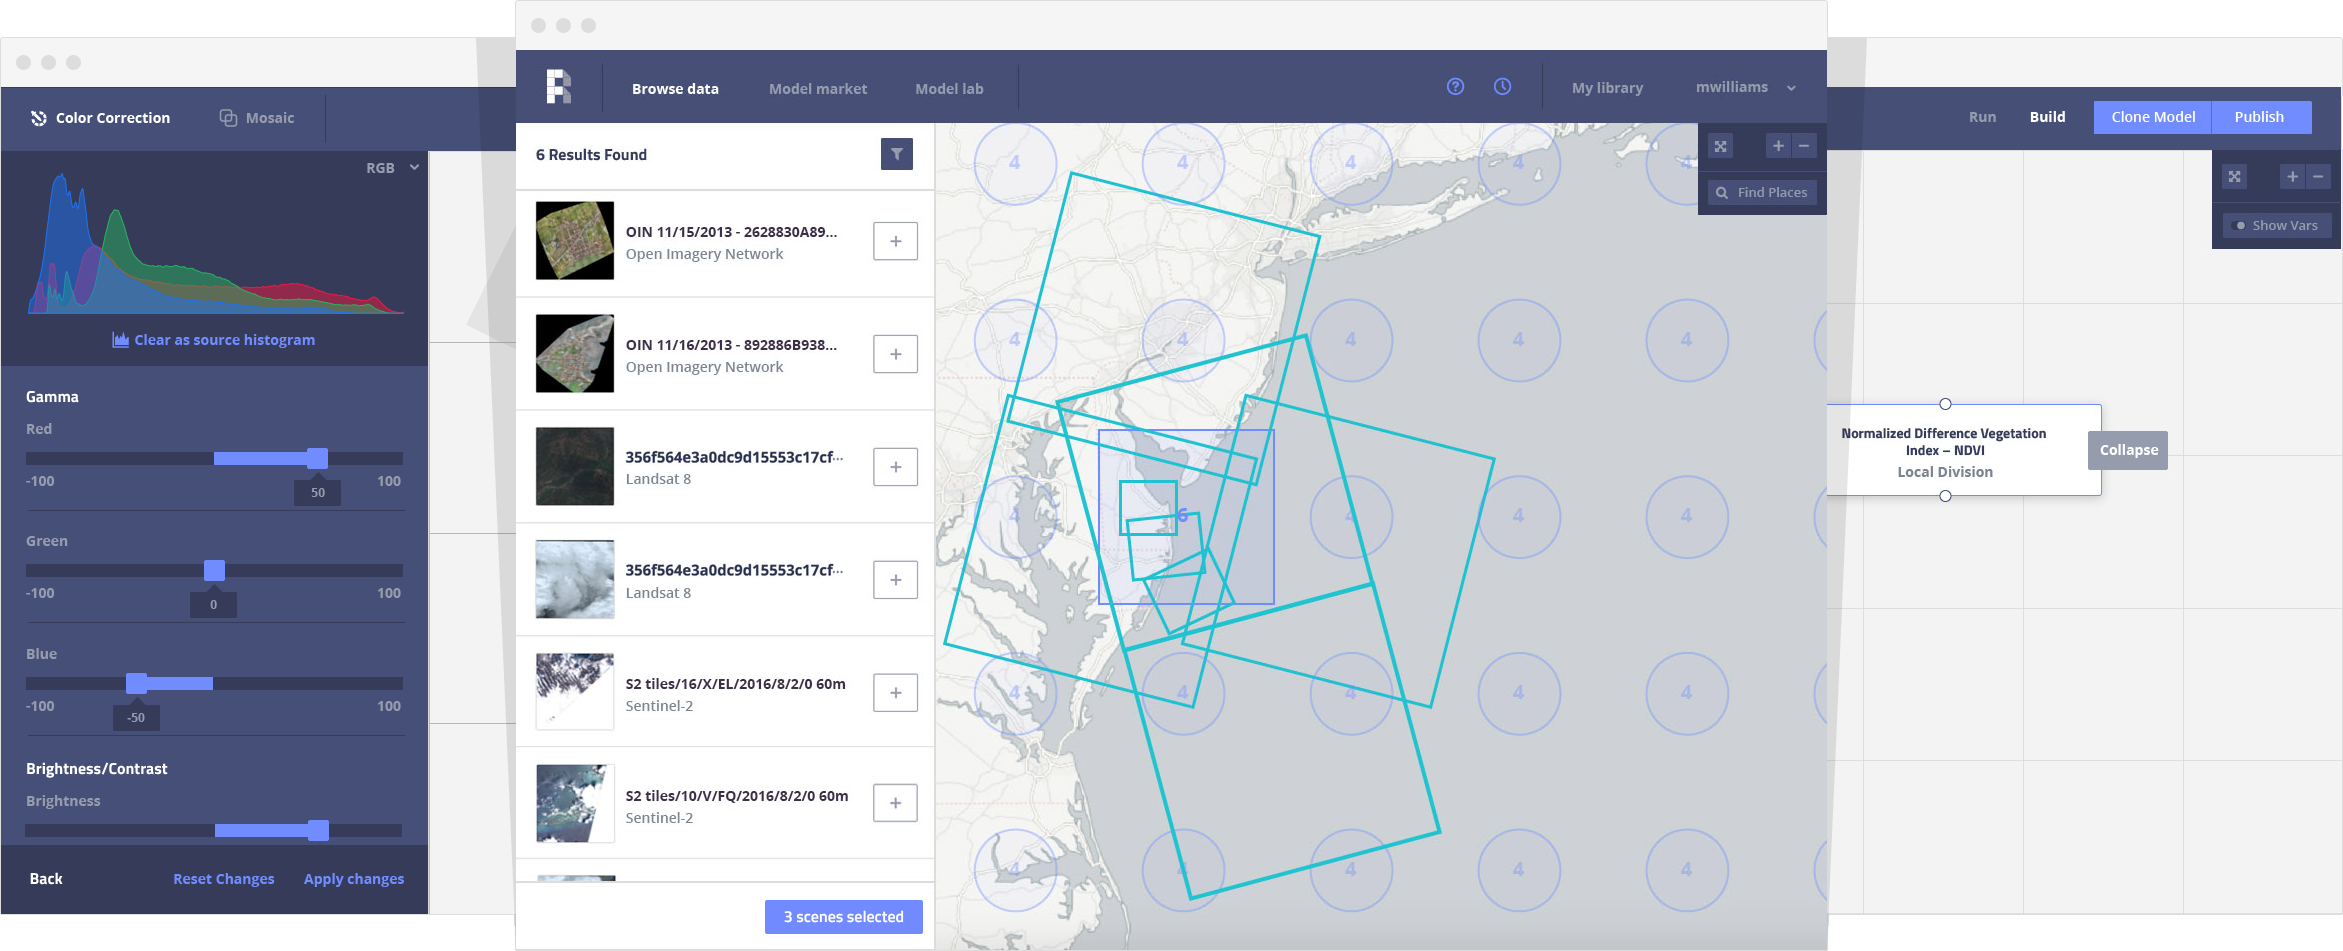 Color Correction
Mosaic
RGB
Clear as source histogram
Gamma
Red
-100
100
50
Green
-100
100
0
Blue
-100
100
-50
Brightness/Contrast
Brightness
Back
Reset Changes
Apply changes
Browse data
Model market
Model lab
My library
mwilliams
6 Results Found
OIN 11/15/2013 - 2628830A89...
Open Imagery Network
OIN 11/16/2013 - 892886B938...
Open Imagery Network
356f564e3a0dc9d15553c17cf...
Landsat 8
356f564e3a0dc9d15553c17cf...
Landsat 8
S2 tiles/16/X/EL/2016/8/2/0 60m
Sentinel-2
S2 tiles/10/V/FQ/2016/8/2/0 60m
Sentinel-2
3 scenes selected
Find Places
4 4 4 4 4
4 4 4 4 4
4 6 4 4 4
4 4 4 4 4
4 4 4 4 4
Run
Build
Clone Model
Publish
Show Vars
Normalized Difference Vegetation
Index – NDVI
Local Division
Collapse